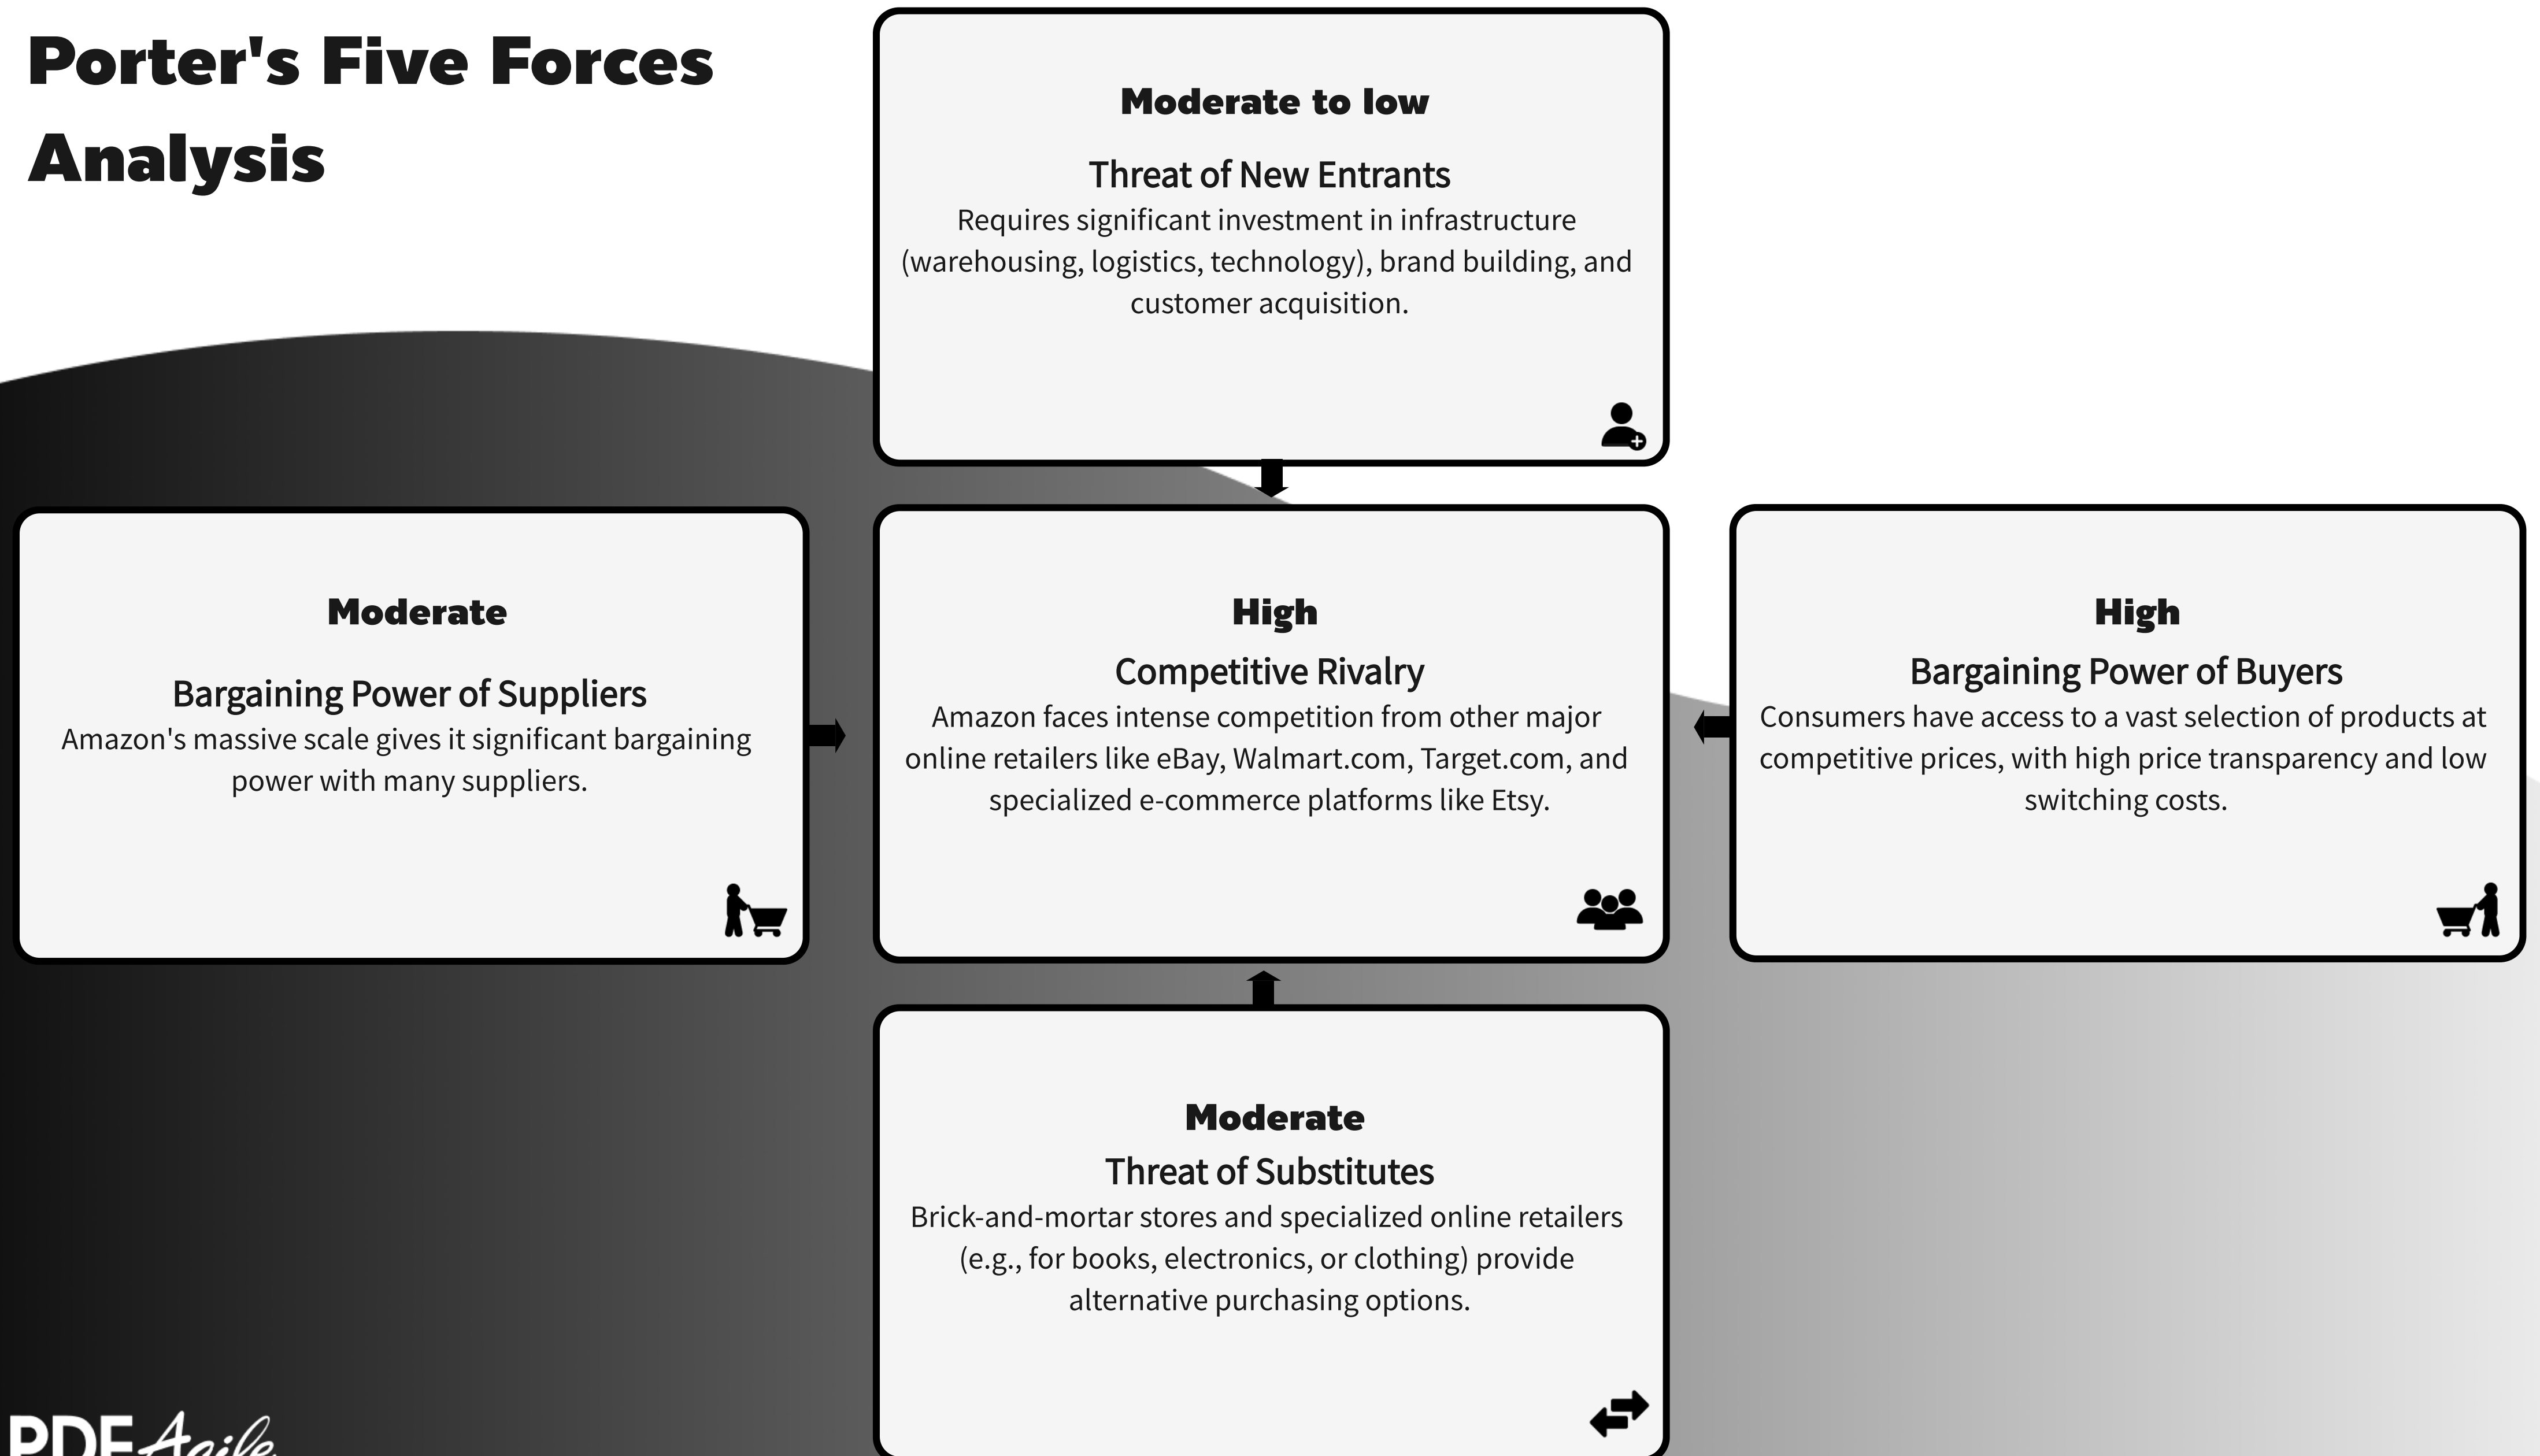 Porter's Five Forces
Analysis
Moderate to low
Threat of New Entrants
Requires significant investment in infrastructure
(warehousing, logistics, technology), brand building, and
customer acquisition.
Moderate
Bargaining Power of Suppliers
Amazon's massive scale gives it significant bargaining
power with many suppliers.
High
Competitive Rivalry
Amazon faces intense competition from other major
online retailers like eBay, Walmart.com, Target.com, and
specialized e-commerce platforms like Etsy.
High
Bargaining Power of Buyers
Consumers have access to a vast selection of products at
competitive prices, with high price transparency and low
switching costs.
Moderate
Threat of Substitutes
Brick-and-mortar stores and specialized online retailers
(e.g., for books, electronics, or clothing) provide
alternative purchasing options.
PDF Agile